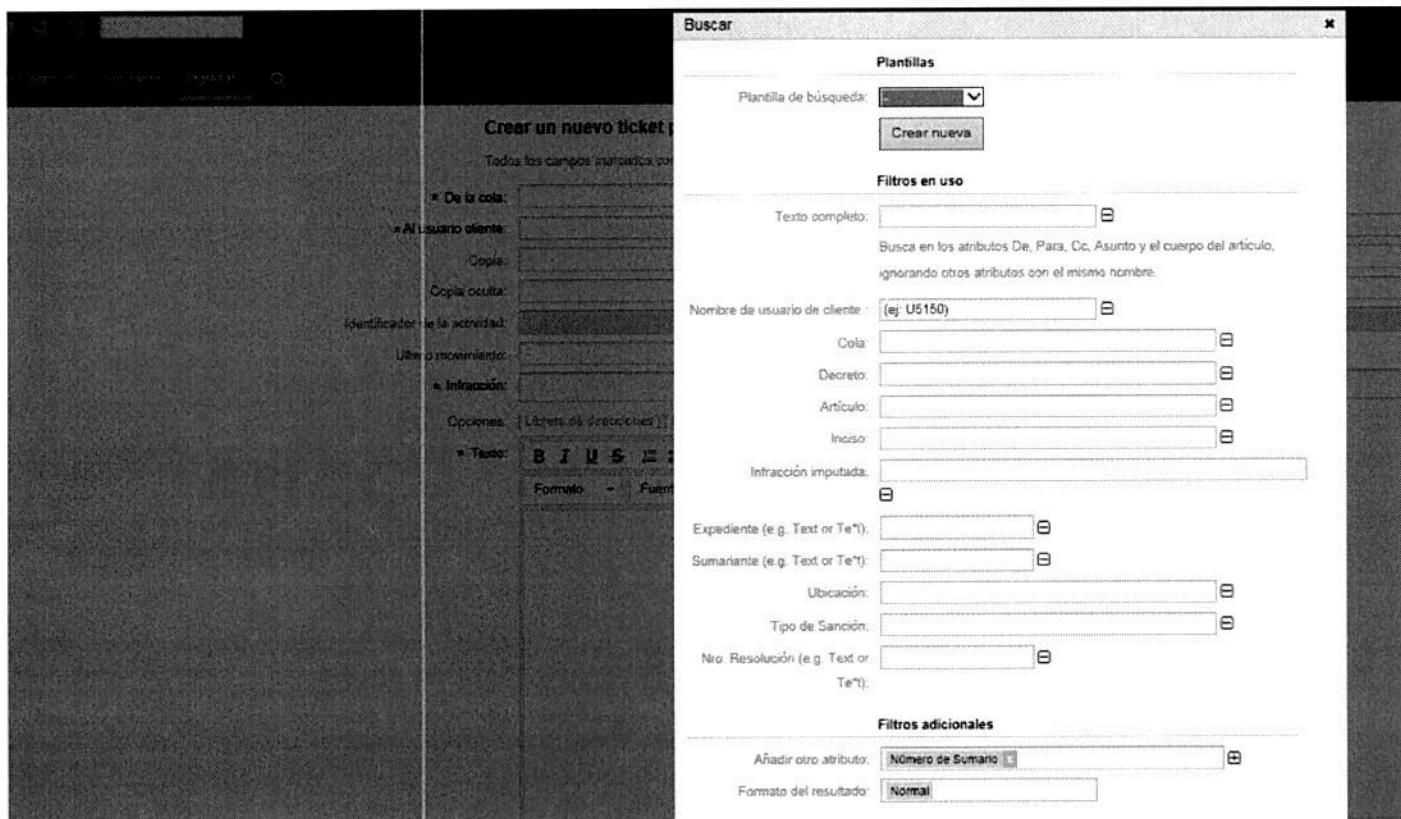 Buscar
Plantillas
Plantilla de búsqueda:
-
Crear nueva
Crear un nuevo ticket p
Todos los campos marcados con
* De la cola:
* Al usuario cliente:
Copia:
Copia oculta:
Identificador de la actividad:
Ultimo movimiento:
-
* Infracción:
Opciones:
[ Libreta de direcciones ] [
* Texto:
B I U S
Formato
Fuent
Filtros en uso
Texto completo:
Busca en los atributos De, Para, Cc, Asunto y el cuerpo del artículo,
ignorando otros atributos con el mismo nombre.
Nombre de usuario de cliente :
(ej: U5150)
Cola:
Decreto:
Artículo:
Inciso:
Infracción imputada:
Expediente (e.g. Text or Te*t):
Sumariante (e.g. Text or Te*t):
Ubicación:
Tipo de Sanción:
Nro. Resolución (e.g. Text or
Te*t):
Filtros adicionales
Añadir otro atributo:
Número de Sumario
Formato del resultado:
Normal